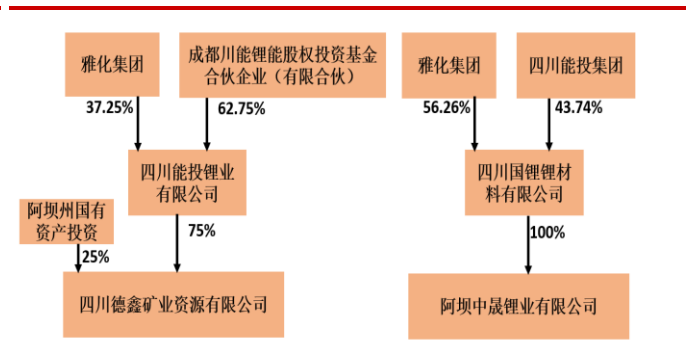 雅化集团
成都川能锂能股权投资基金
合伙企业（有限合伙）
雅化集团
四川能投集团
37.25%
62.75%
56.26%
43.74%
四川能投锂业
有限公司
四川国锂锂材
料有限公司
阿坝州国有
资产投资
75%
100%
25%
四川德鑫矿业资源有限公司
阿坝中晟锂业有限公司